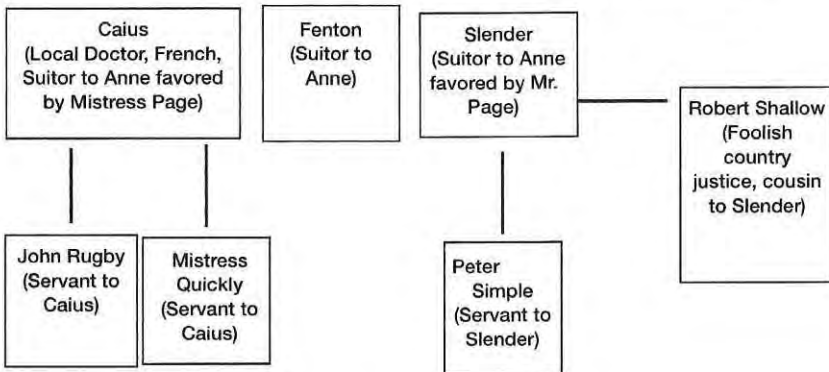 Caius
(Local Doctor, French,
Suitor to Anne favored
by Mistress Page)
Fenton
(Suitor to
Anne)
Slender
(Suitor to Anne
favored by Mr.
Page)
Robert Shallow
(Foolish
country
justice, cousin
to Slender)
John Rugby
(Servant to
Caius)
Mistress
Quickly
(Servant to
Caius)
Peter
Simple
(Servant to
Slender)